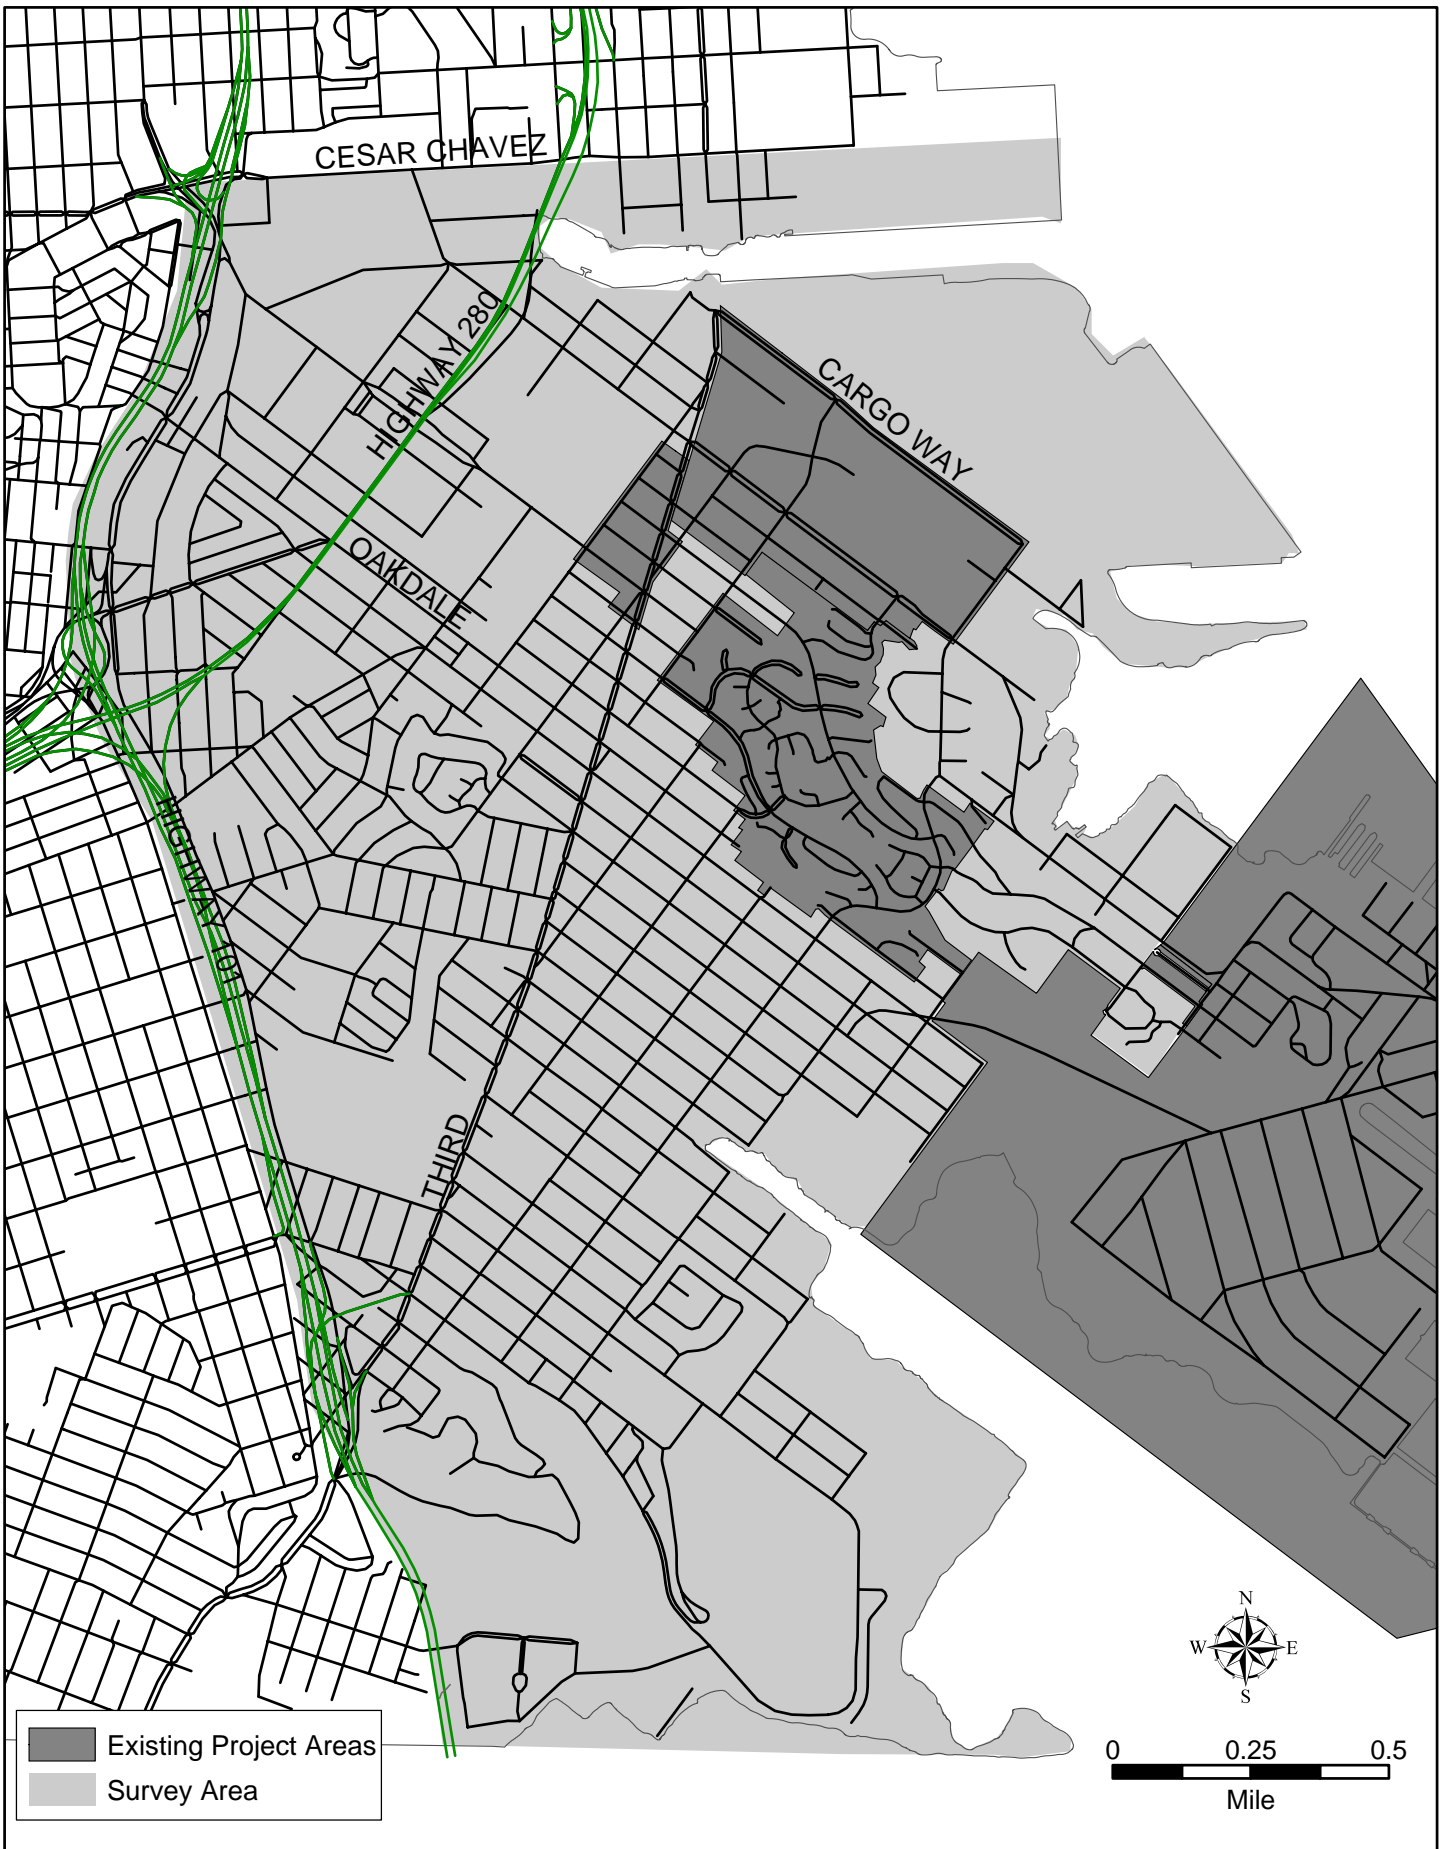 CESAR CHAVEZ
HIGHWAY 280
CARGO WAY
OAKDALE
HIGHWAY 101
THIRD
N
W E
S
Existing Project Areas
Survey Area
0 0.25 0.5
Mile